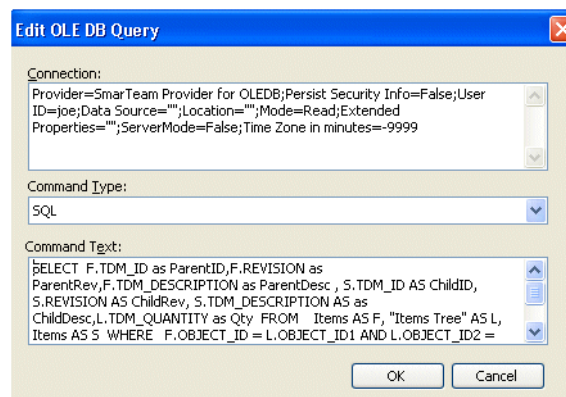 Edit OLE DB Query
Connection:
Provider=SmarTeam Provider for OLEDB;Persist Security Info=False;User
ID=joe;Data Source="";Location="";Mode=Read;Extended
Properties="";ServerMode=False;Time Zone in minutes=-9999
Command Type:
SQL
Command Text:
SELECT F.TDM_ID as ParentID,F.REVISION as
ParentRev,F.TDM_DESCRIPTION as ParentDesc , S.TDM_ID AS ChildID,
S.REVISION AS ChildRev, S.TDM_DESCRIPTION AS as
ChildDesc,L.TDM_QUANTITY as Qty FROM Items AS F, "Items Tree" AS L,
Items AS S WHERE F.OBJECT_ID = L.OBJECT_ID1 AND L.OBJECT_ID2 =
OK Cancel